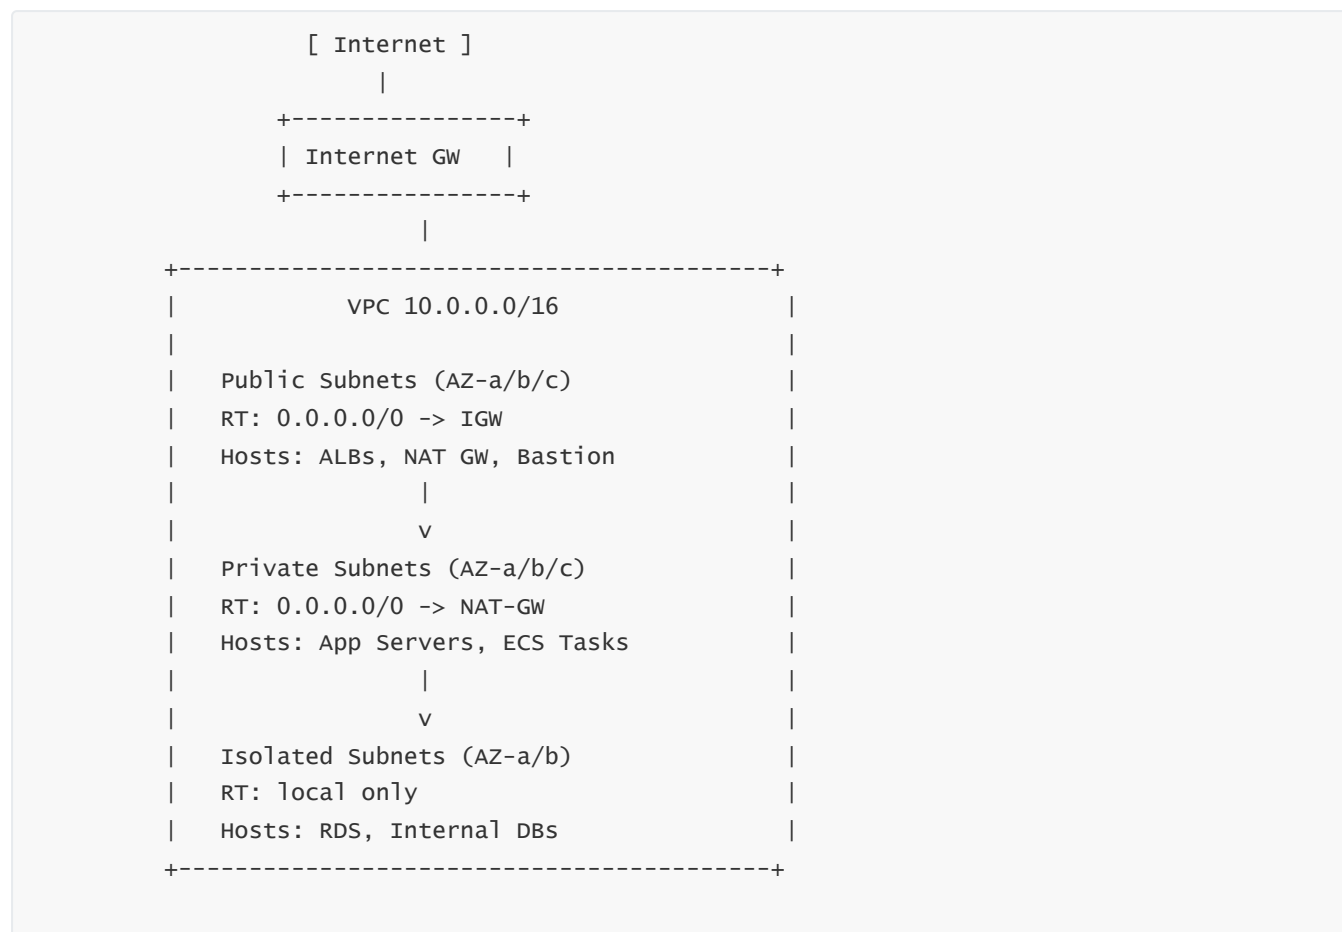 [ Internet ]
|
+----------------+
| Internet GW   |
+----------------+
|
+------------------------------------------+
|            VPC 10.0.0.0/16                |
|                                           |
|   Public Subnets (AZ-a/b/c)               |
|   RT: 0.0.0.0/0 -> IGW                    |
|   Hosts: ALBs, NAT GW, Bastion            |
|                 |                         |
|                 v                         |
|   Private Subnets (AZ-a/b/c)              |
|   RT: 0.0.0.0/0 -> NAT-GW                 |
|   Hosts: App Servers, ECS Tasks           |
|                 |                         |
|                 v                         |
|   Isolated Subnets (AZ-a/b)               |
|   RT: local only                          |
|   Hosts: RDS, Internal DBs                |
+------------------------------------------+